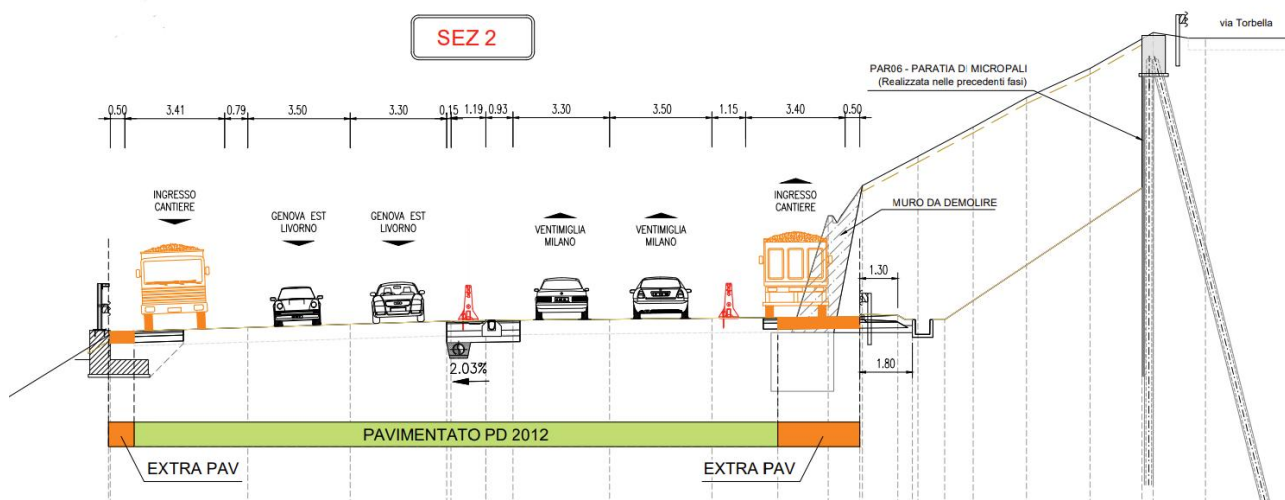 SEZ 2
via Torbella
PAR06 - PARATIA DI MICROPALI
(Realizzata nelle precedenti fasi)
0.50 3.41 0.79 3.50 3.30 0.15 1.19 0.93 3.30 3.50 1.15 3.40 0.50
INGRESSO
CANTIERE
GENOVA EST
LIVORNO
GENOVA EST
LIVORNO
VENTIMIGLIA
MILANO
VENTIMIGLIA
MILANO
INGRESSO
CANTIERE
MURO DA DEMOLIRE
1.30
2.03%
1.80
PAVIMENTATO PD 2012
EXTRA PAV
EXTRA PAV